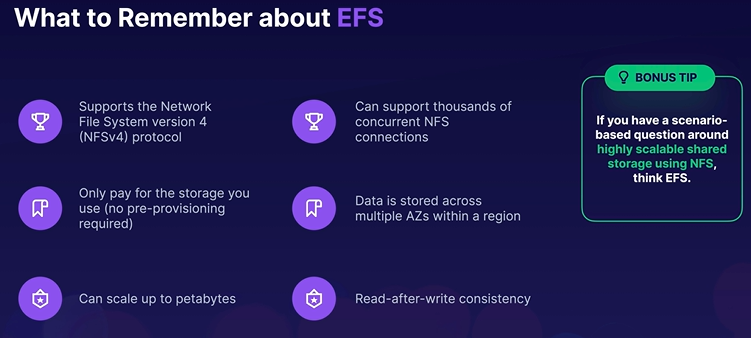 What to Remember about EFS
Supports the Network
File System version 4
(NFSv4) protocol
Can support thousands of
concurrent NFS
connections
Only pay for the storage you
use (no pre-provisioning
required)
Data is stored across
multiple AZs within a region
Can scale up to petabytes
Read-after-write consistency
BONUS TIP
If you have a scenario-
based question around
highly scalable shared
storage using NFS,
think EFS.